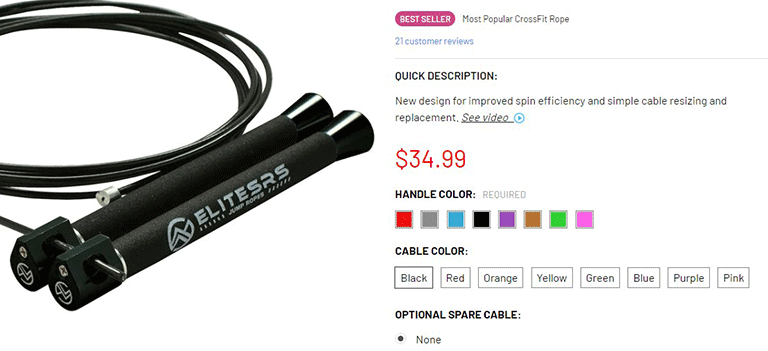 ELITESRS
JUMP ROPES
BEST SELLER Most Popular CrossFit Rope
21 customer reviews
QUICK DESCRIPTION:
New design for improved spin efficiency and simple cable resizing and
replacement. See video
$34.99
HANDLE COLOR: REQUIRED
CABLE COLOR:
Black Red Orange Yellow Green Blue Purple Pink
OPTIONAL SPARE CABLE:
None